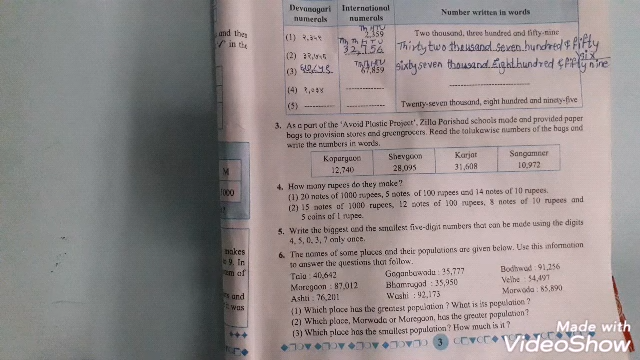 Devanagari numerals International numerals Number written in words
and then
in the
Th H T U
(1) २,३५९ 2,359 Two thousand, three hundred and fifty-nine
T Th H T U
(2) 32,756 Thirty two thousand seven hundred & fifty six
(3) 67,859 sixty seven thousand Eight hundred & fifty nine
(4)
(5) Twenty-seven thousand, eight hundred and ninety-five
3. As a part of the 'Avoid Plastic Project', Zilla Parishad schools made and provided paper
bags to provision stores and greengrocers. Read the talukawise numbers of the bags and
write the numbers in words.
Kopargaon Shevgaon Karjat Sangamner
M 12,740 28,095 31,608 10,972
4. How many rupees do they make?
(1) 20 notes of 1000 rupees, 5 notes of 100 rupees and 14 notes of 10 rupees.
(2) 15 notes of 1000 rupees, 12 notes of 100 rupees, 8 notes of 10 rupees and
5 coins of 1 rupee.
5. Write the biggest and the smallest five-digit numbers that can be made using the digits
4, 5, 0, 3, 7 only once.
6. The names of some places and their populations are given below. Use this information
to answer the questions that follow.
Tala : 40,642 Gaganbawada : 35,777 Bodhwad : 91,256
Moregaon : 87,012 Bhamragad : 35,950 Velhe : 54,497
Ashti : 76,201 Washi : 92,173 Morwada : 85,890
(1) Which place has the greatest population ? What is its population ?
(2) Which place, Morwada or Moregaon, has the greater population?
(3) Which place has the smallest population ? How much is it ?
3
Made with
VideoShow